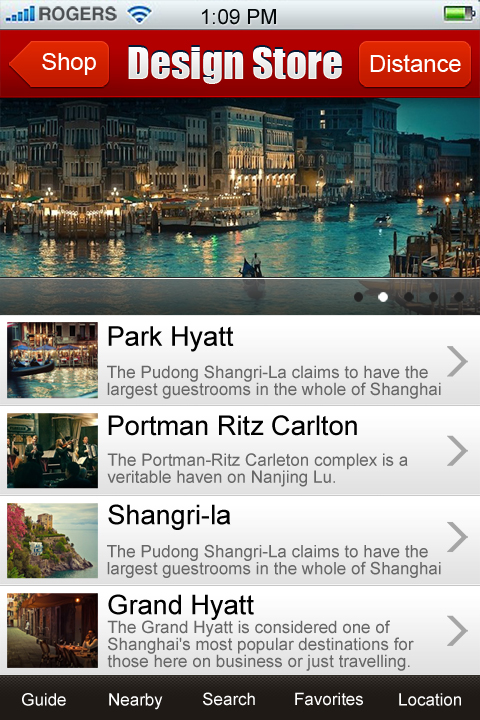 ROGERS 1:09 PM
Shop Design Store Distance
Park Hyatt
The Pudong Shangri-La claims to have the
largest guestrooms in the whole of Shanghai
Portman Ritz Carlton
The Portman-Ritz Carleton complex is a
veritable haven on Nanjing Lu.
Shangri-la
The Pudong Shangri-La claims to have the
largest guestrooms in the whole of Shanghai
Grand Hyatt
The Grand Hyatt is considered one of
Shanghai's most popular destinations for
those here on business or just travelling.
Guide Nearby Search Favorites Location